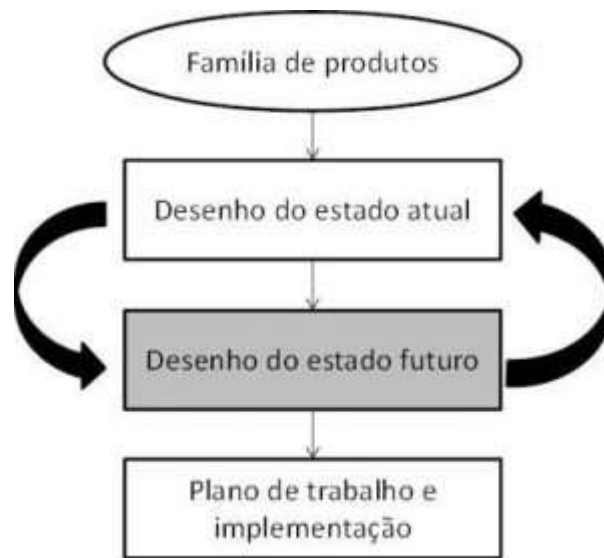 Família de produtos
Desenho do estado atual
Desenho do estado futuro
Plano de trabalho e
implementação